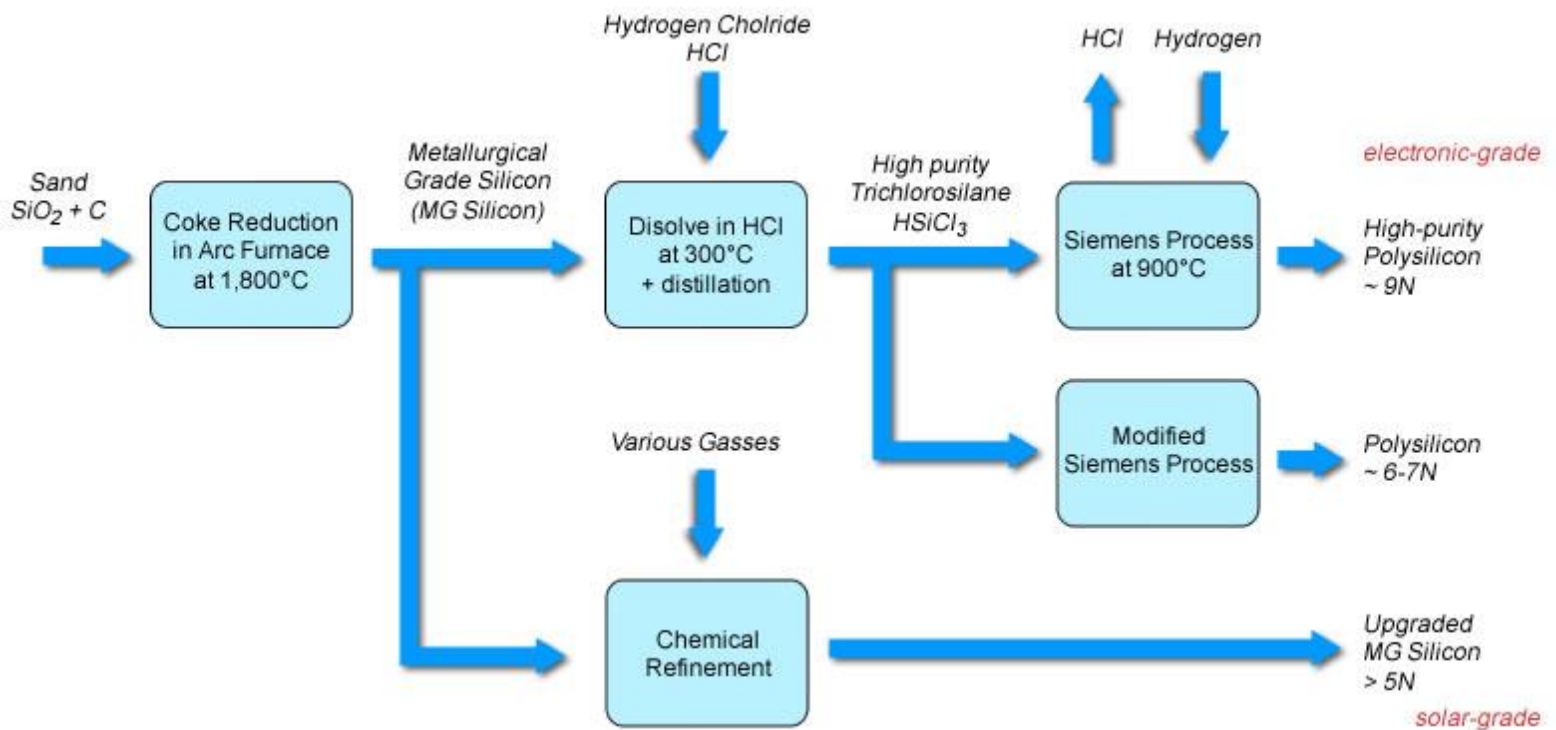 Hydrogen Cholride
HCl
HCl
Hydrogen
electronic-grade
Sand
SiO2 + C
Coke Reduction
in Arc Furnace
at 1,800°C
Metallurgical
Grade Silicon
(MG Silicon)
Disolve in HCl
at 300°C
+ distillation
High purity
Trichlorosilane
HSiCl3
Siemens Process
at 900°C
High-purity
Polysilicon
~ 9N
Modified
Siemens Process
Polysilicon
~ 6-7N
Various Gasses
Chemical
Refinement
Upgraded
MG Silicon
> 5N
solar-grade